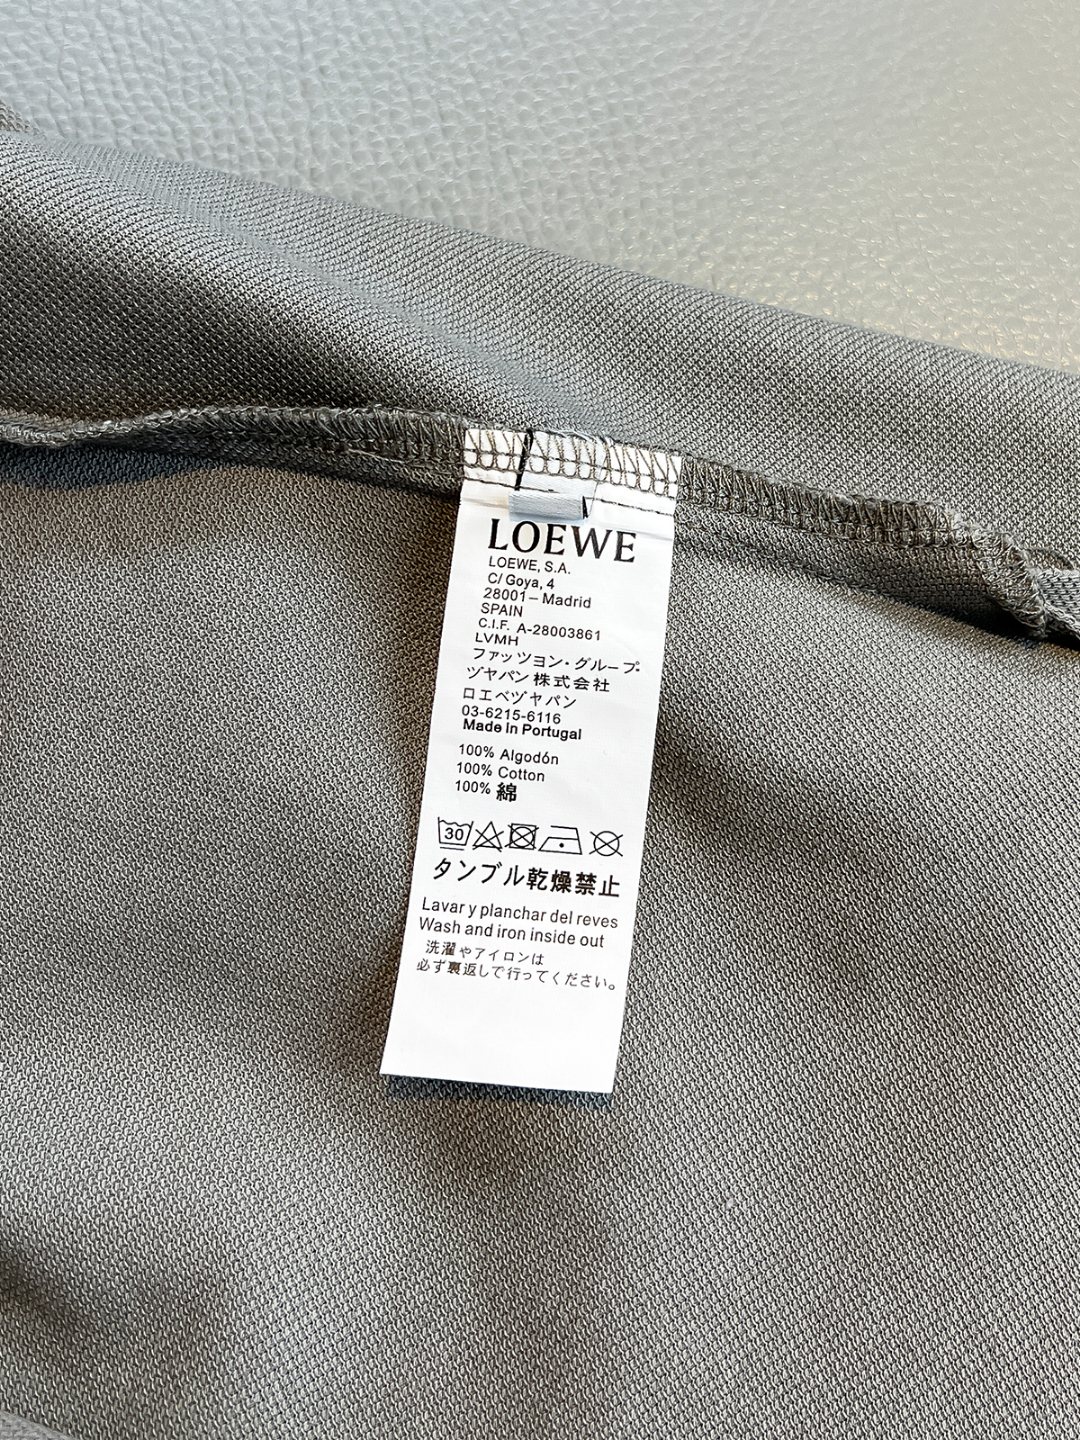 LOEWE
LOEWE, S.A.
C/ Goya, 4
28001 – Madrid
SPAIN
C.I.F. A-28003861
LVMH
ファッツョン・グループ
ヅヤパン株式会社
ロエベヅヤパン
03-6215-6116
Made in Portugal
100% Algodón
100% Cotton
100% 綿
30
タンブル乾燥禁止
Lavar y planchar del reves
Wash and iron inside out
洗濯やアイロンは
必ず裏返しで行ってください。